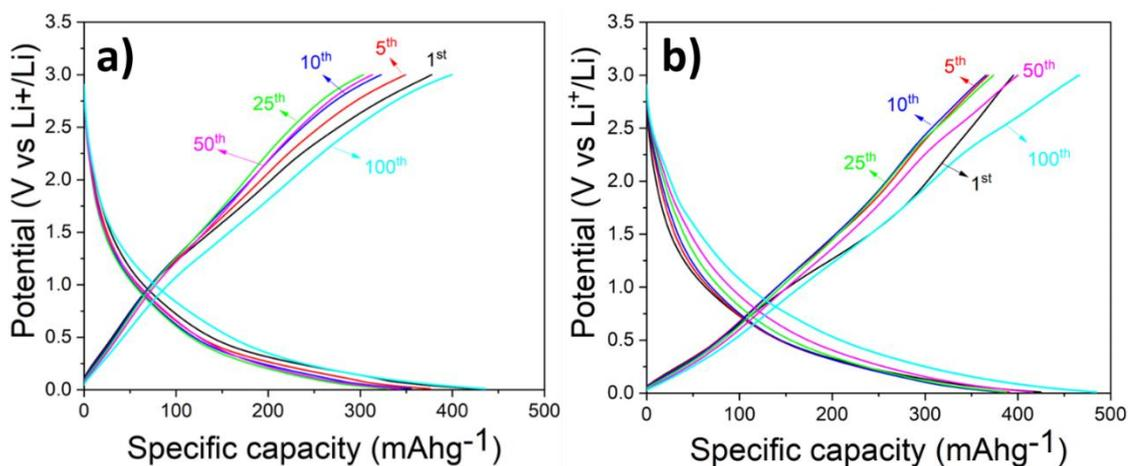 a)
Potential (V vs Li+/Li)
3.5
3.0
2.5
2.0
1.5
1.0
0.5
0.0
0 100 200 300 400 500
Specific capacity (mAhg-1)
10th
5th
1st
25th
50th
100th
b)
Potential (V vs Li+/Li)
3.5
3.0
2.5
2.0
1.5
1.0
0.5
0.0
0 100 200 300 400 500
Specific capacity (mAhg-1)
5th
50th
10th
25th
100th
1st